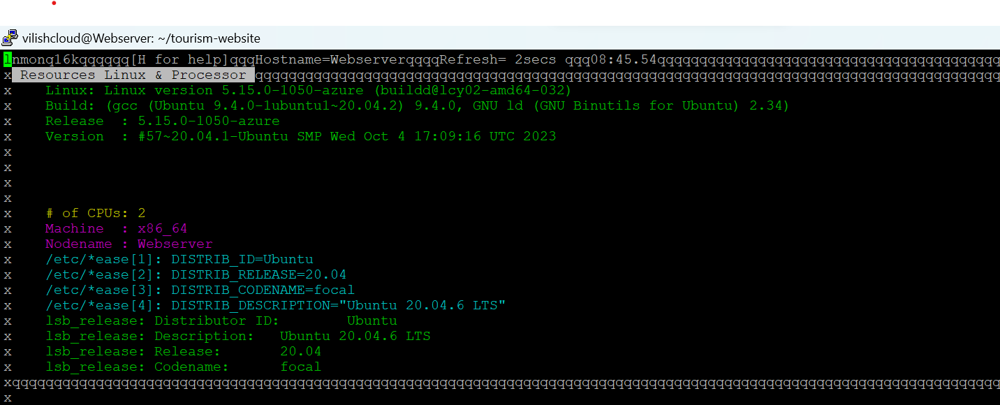 vilishcloud@Webserver: ~/tourism-website
lnmonq16kqqqqqq[H for help]qqqHostname=WebserverqqqqRefresh= 2secs qqq08:45.54qqqqqqqqqqqqqqqqqqqqqqqqqqqqqqqqqqqqqqqqq
x Resources Linux & Processor qqqqqqqqqqqqqqqqqqqqqqqqqqqqqqqqqqqqqqqqqqqqqqqqqqqqqqqqqqqqqqqqqqqqqqqqqqqqqqqqqqqqqqqqq
x    Linux: Linux version 5.15.0-1050-azure (buildd@lcy02-amd64-032)
x    Build: (gcc (Ubuntu 9.4.0-1ubuntu1~20.04.2) 9.4.0, GNU ld (GNU Binutils for Ubuntu) 2.34)
x    Release  : 5.15.0-1050-azure
x    Version  : #57~20.04.1-Ubuntu SMP Wed Oct 4 17:09:16 UTC 2023
x
x
x
x
x    # of CPUs: 2
x    Machine  : x86_64
x    Nodename : Webserver
x    /etc/*ease[1]: DISTRIB_ID=Ubuntu
x    /etc/*ease[2]: DISTRIB_RELEASE=20.04
x    /etc/*ease[3]: DISTRIB_CODENAME=focal
x    /etc/*ease[4]: DISTRIB_DESCRIPTION="Ubuntu 20.04.6 LTS"
x    lsb_release: Distributor ID:        Ubuntu
x    lsb_release: Description:   Ubuntu 20.04.6 LTS
x    lsb_release: Release:       20.04
x    lsb_release: Codename:      focal
xqqqqqqqqqqqqqqqqqqqqqqqqqqqqqqqqqqqqqqqqqqqqqqqqqqqqqqqqqqqqqqqqqqqqqqqqqqqqqqqqqqqqqqqqqqqqqqqqqqqqqqqqqqqqqqqqqqqqqq
x